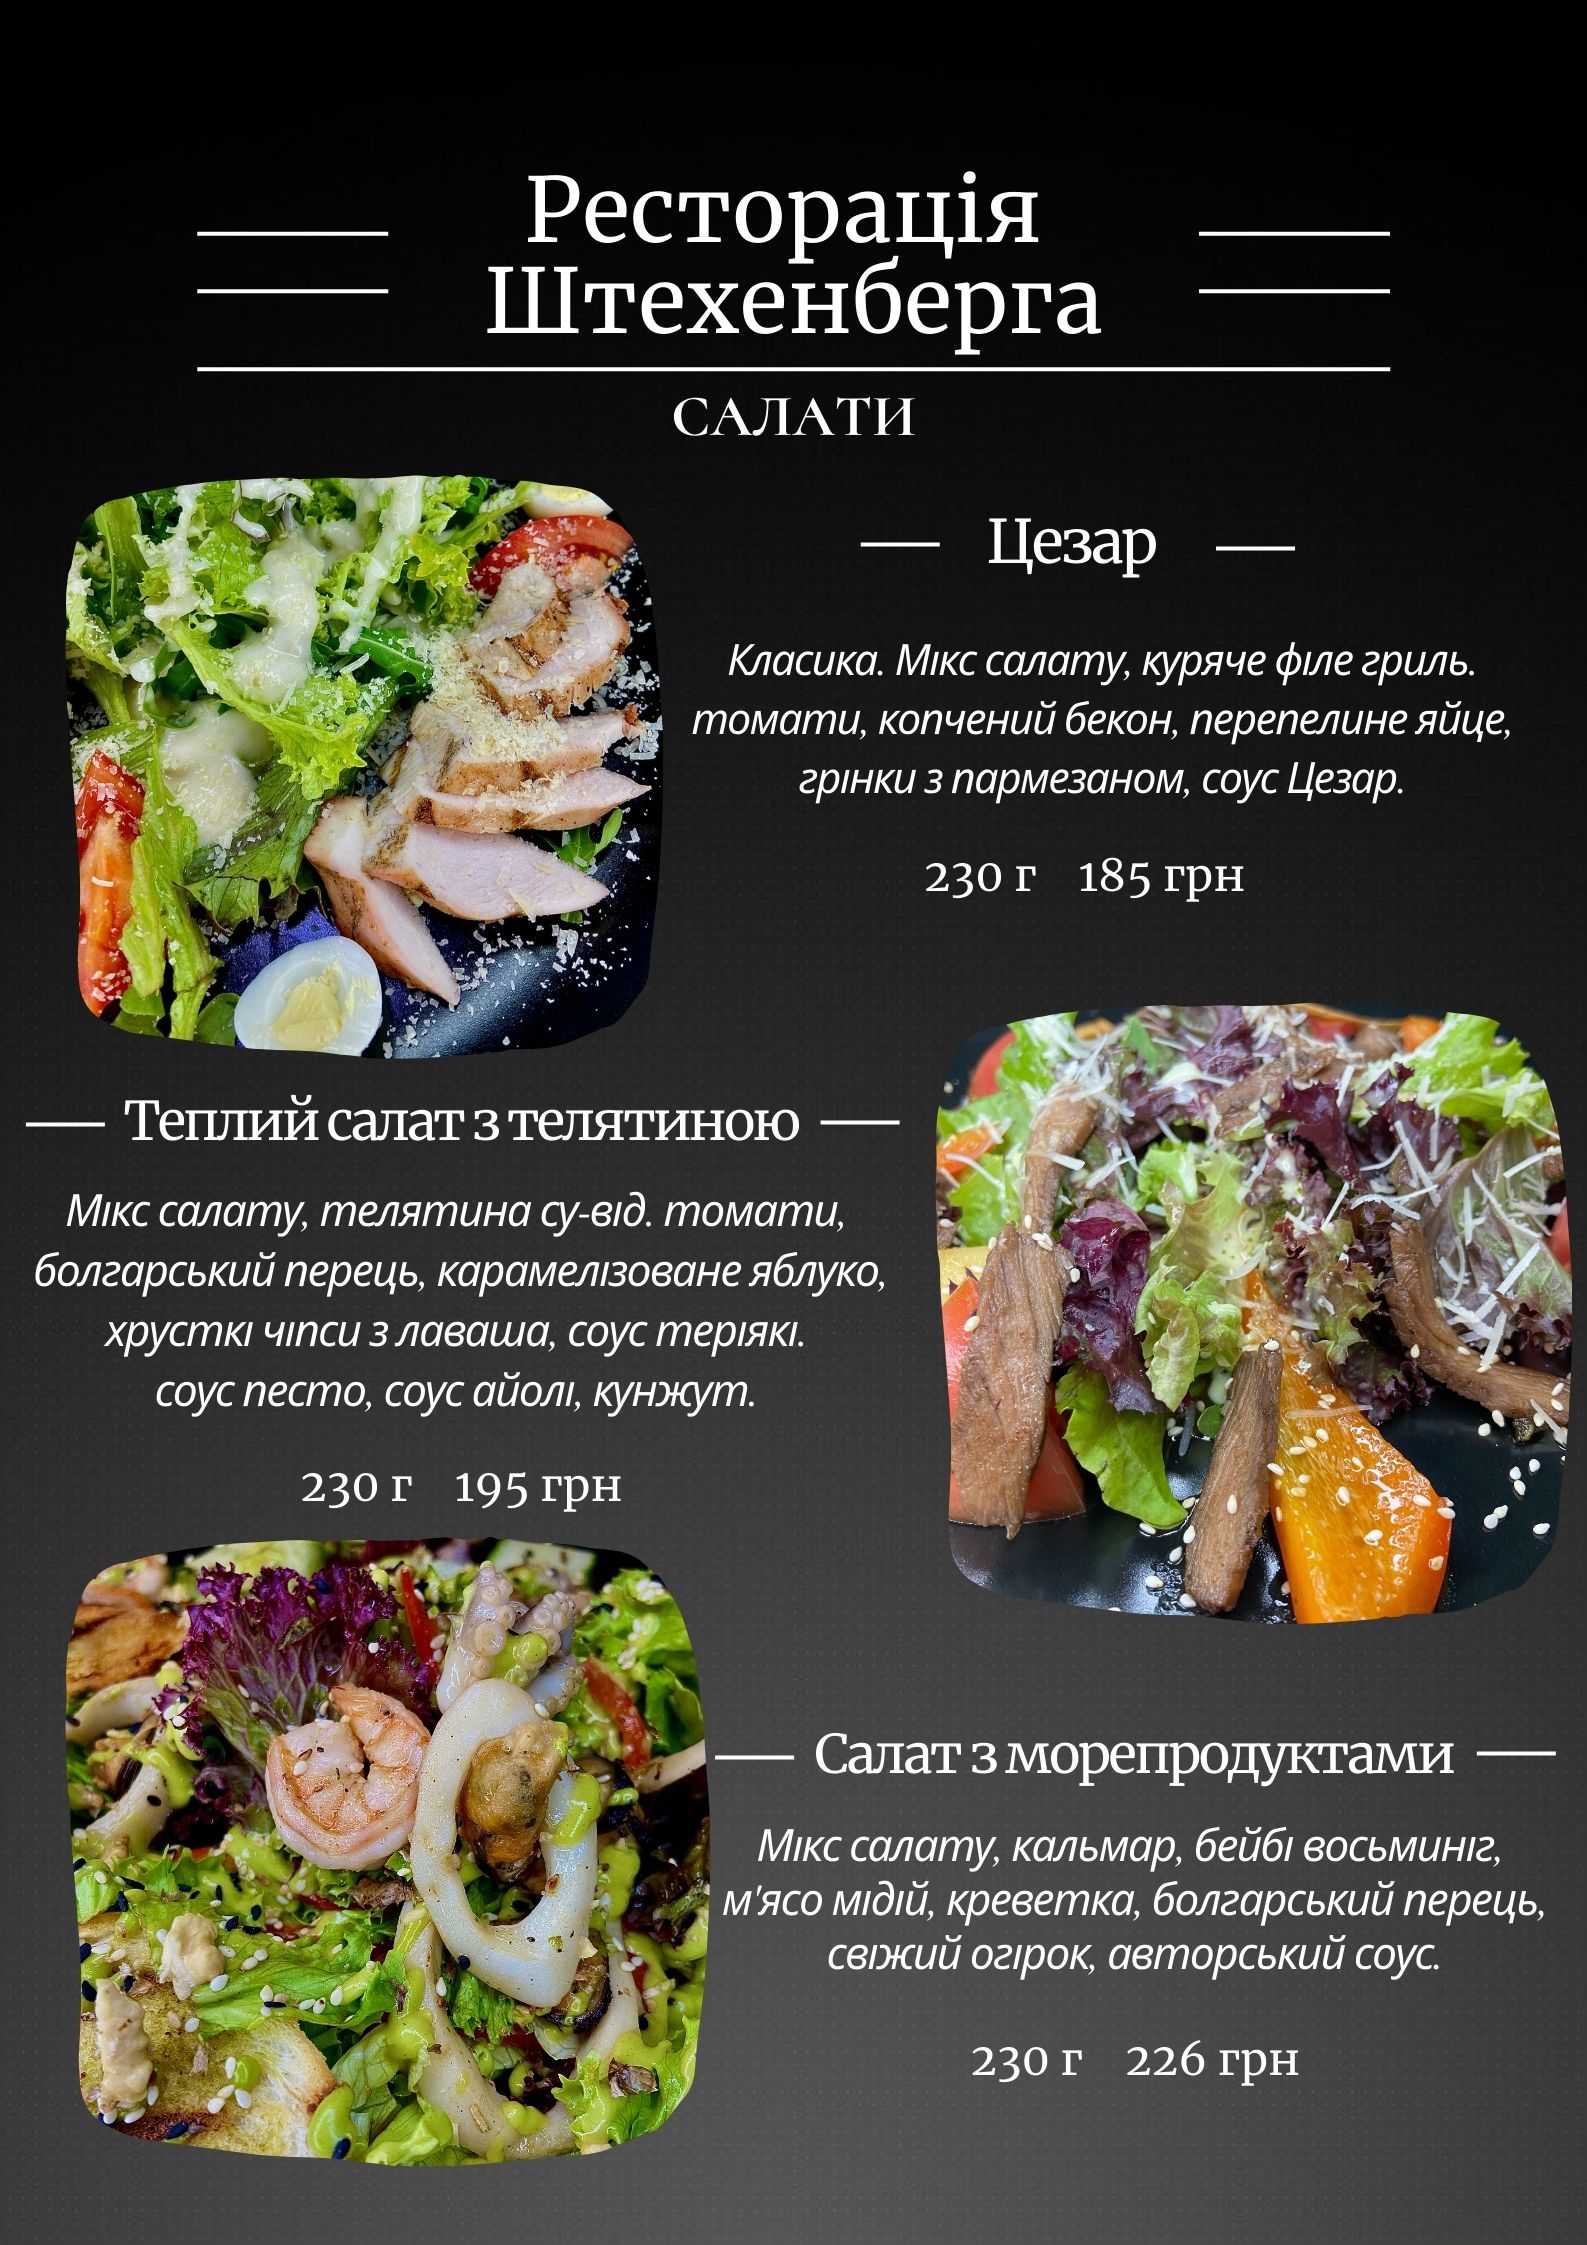 Ресторація
Штехенберга
САЛАТИ
Цезар
Класика. Мікс салату, куряче філе гриль.
томати, копчений бекон, перепелине яйце,
грінки з пармезаном, соус Цезар.
230 г 185 грн
Теплий салат з телятиною
Мікс салату, телятина су-від. томати,
болгарський перець, карамелізоване яблуко,
хрусткі чіпси з лаваша, соус теріякі.
соус песто, соус айолі, кунжут.
230 г 195 грн
Салат з морепродуктами
Мікс салату, кальмар, бейбі восьминіг,
м'ясо мідій, креветка, болгарський перець,
свіжий огірок, авторський соус.
230 г 226 грн